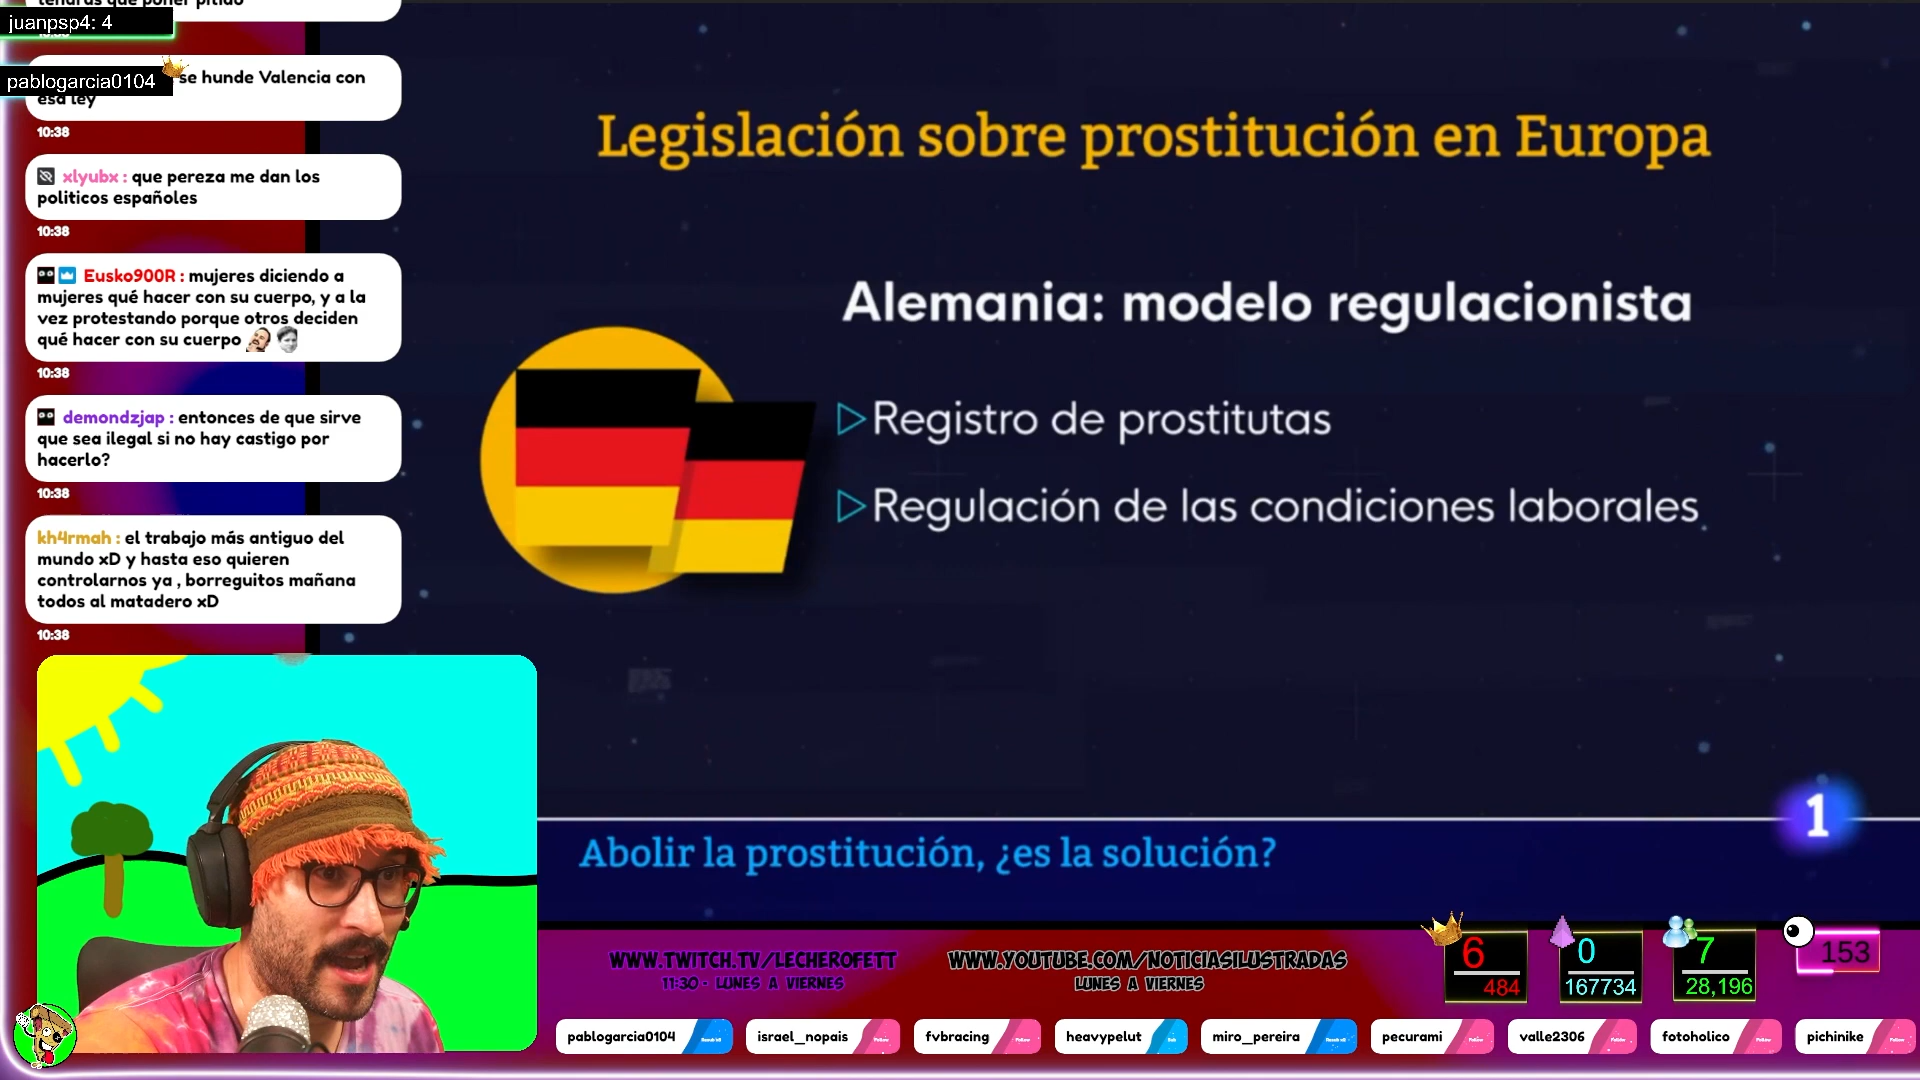 tendrás que poner pitido
juanpsp4: 4
pablogarcia0104
se hunde Valencia con
esa ley
10:38
xlyubx : que pereza me dan los
politicos españoles
10:38
Eusko900R : mujeres diciendo a
mujeres qué hacer con su cuerpo, y a la
vez protestando porque otros deciden
qué hacer con su cuerpo
10:38
demondzjap : entonces de que sirve
que sea ilegal si no hay castigo por
hacerlo?
10:38
kh4rmah : el trabajo más antiguo del
mundo xD y hasta eso quieren
controlarnos ya , borreguitos mañana
todos al matadero xD
10:38
Legislación sobre prostitución en Europa
Alemania: modelo regulacionista
Registro de prostitutas
Regulación de las condiciones laborales
1
Abolir la prostitución, ¿es la solución?
WWW.TWITCH.TV/LECHEROFETT
11:30 - LUNES A VIERNES
WWW.YOUTUBE.COM/NOTICIASILUSTRADAS
LUNES A VIERNES
6
484
0
167734
7
28,196
153
pablogarcia0104
israel_nopais
fvbracing
heavypelut
miro_pereira
pecurami
valle2306
fotoholico
pichinike